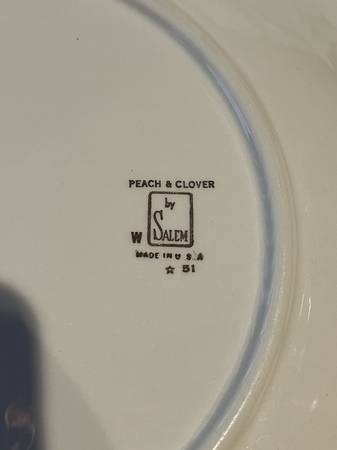 PEACH & CLOVER
by
SALEM
W
MADE IN U.S.A
☆ 51